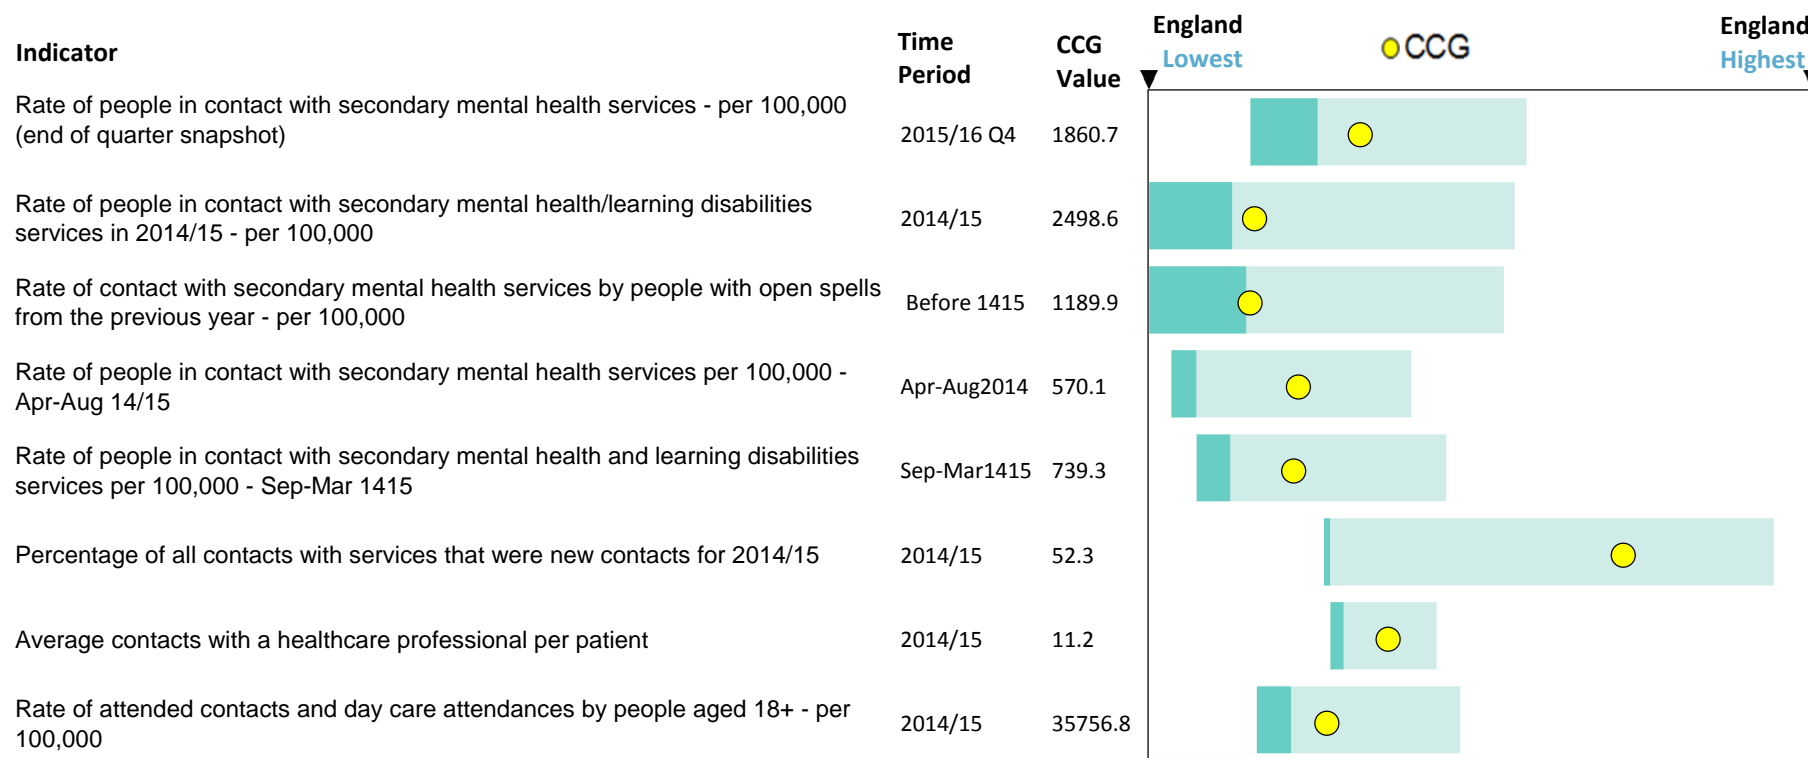 Indicator
Time
Period
CCG
Value
England
Lowest
CCG
England
Highest
Rate of people in contact with secondary mental health services - per 100,000
(end of quarter snapshot)
2015/16 Q4
1860.7
Rate of people in contact with secondary mental health/learning disabilities
services in 2014/15 - per 100,000
2014/15
2498.6
Rate of contact with secondary mental health services by people with open spells
from the previous year - per 100,000
Before 1415
1189.9
Rate of people in contact with secondary mental health services per 100,000 -
Apr-Aug 14/15
Apr-Aug2014
570.1
Rate of people in contact with secondary mental health and learning disabilities
services per 100,000 - Sep-Mar 1415
Sep-Mar1415
739.3
Percentage of all contacts with services that were new contacts for 2014/15
2014/15
52.3
Average contacts with a healthcare professional per patient
2014/15
11.2
Rate of attended contacts and day care attendances by people aged 18+ - per
100,000
2014/15
35756.8